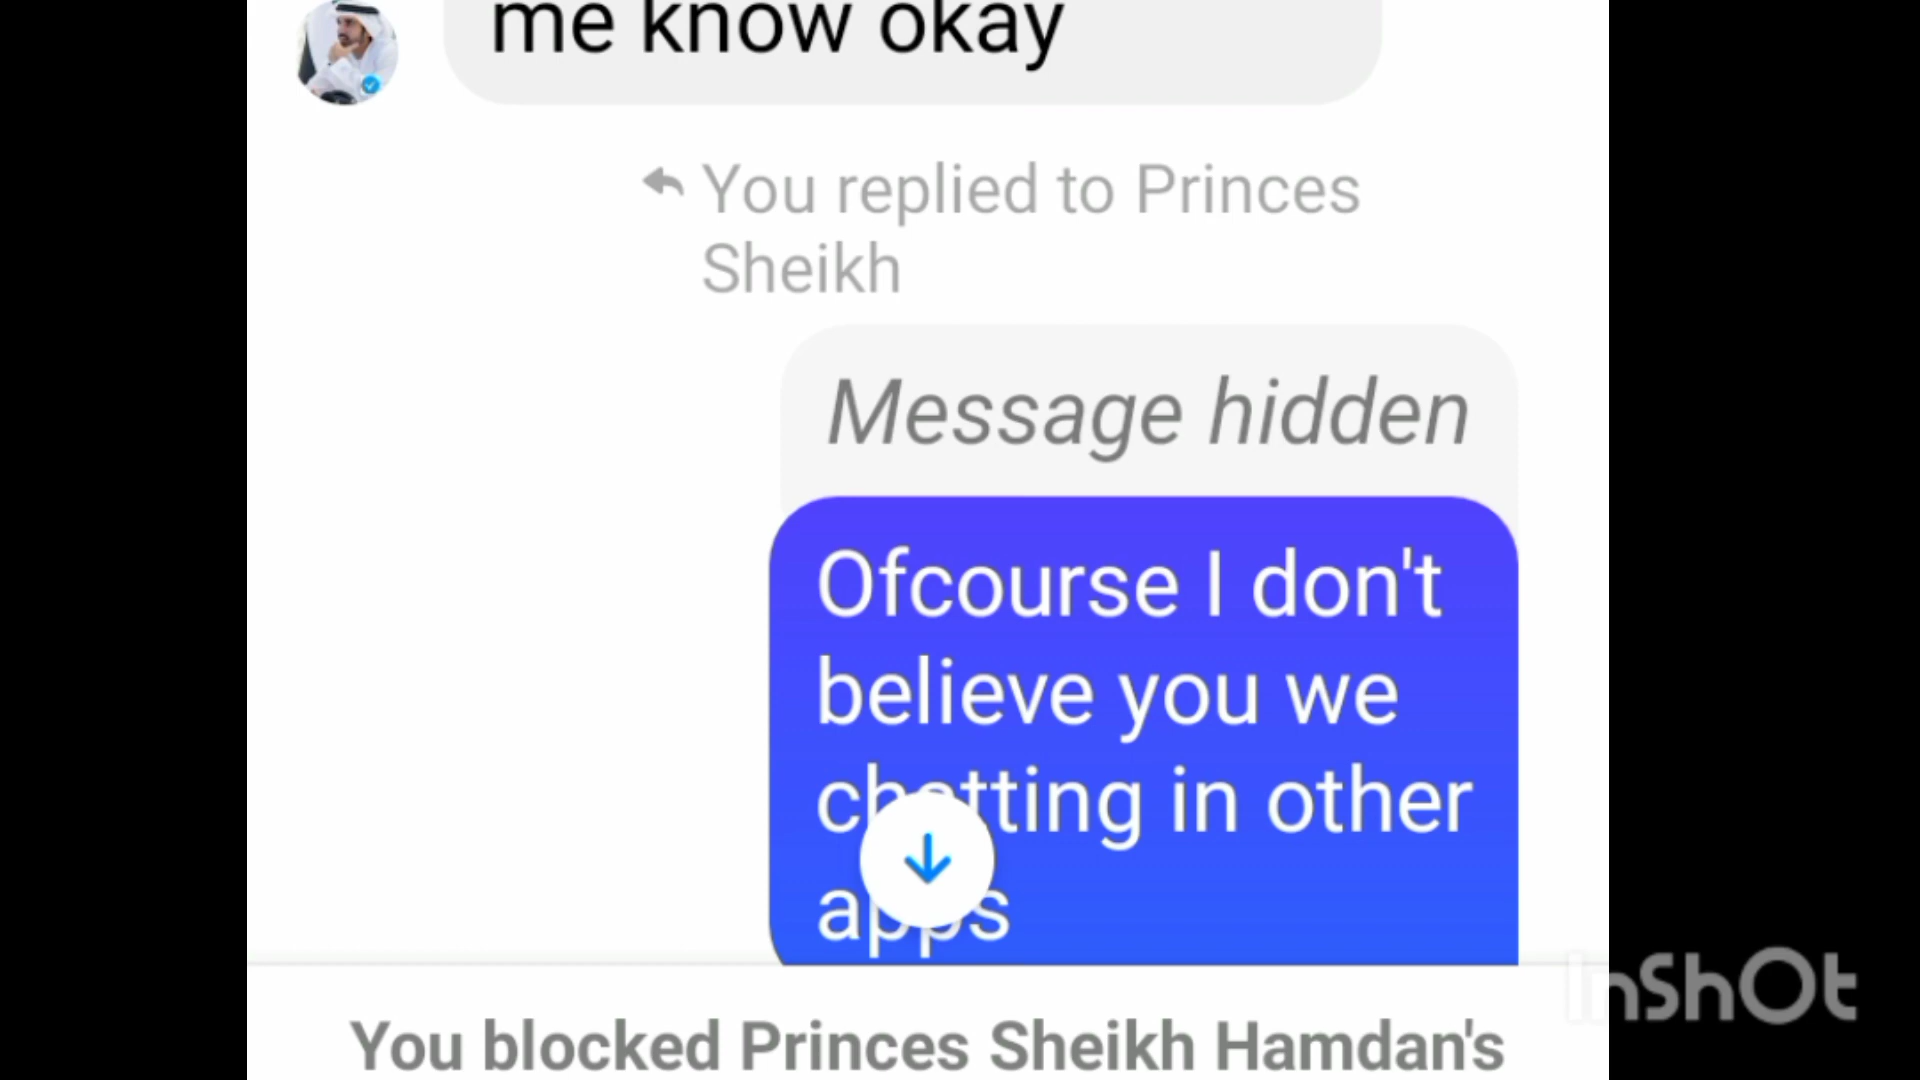 me know okay
You replied to Princes
Sheikh
Message hidden
Ofcourse I don't
believe you we
chatting in other
apps
You blocked Princes Sheikh Hamdan's
InShOt